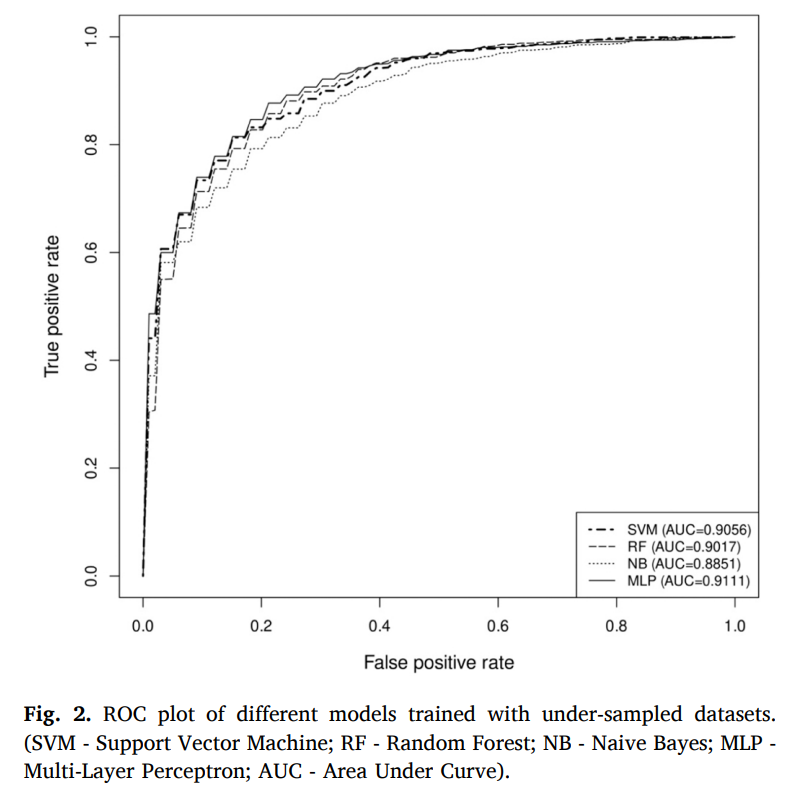 1.0
0.8
0.6
0.4
0.2
0.0
True positive rate
SVM (AUC=0.9056)
RF (AUC=0.9017)
NB (AUC=0.8851)
MLP (AUC=0.9111)
0.0 0.2 0.4 0.6 0.8 1.0
False positive rate
Fig. 2. ROC plot of different models trained with under-sampled datasets.
(SVM - Support Vector Machine; RF - Random Forest; NB - Naive Bayes; MLP -
Multi-Layer Perceptron; AUC - Area Under Curve).